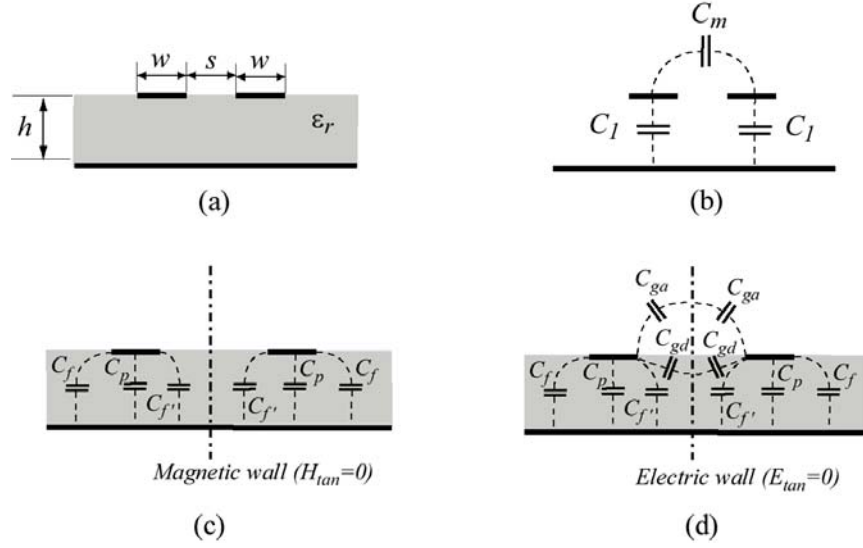 w s w
h
εr
(a)
Cm
C1 C1
(b)
Cf Cp Cf' Cf' Cp Cf
Magnetic wall (Htan=0)
(c)
Cga Cga
Cgd Cgd
Cf Cp Cf' Cf' Cp Cf
Electric wall (Etan=0)
(d)